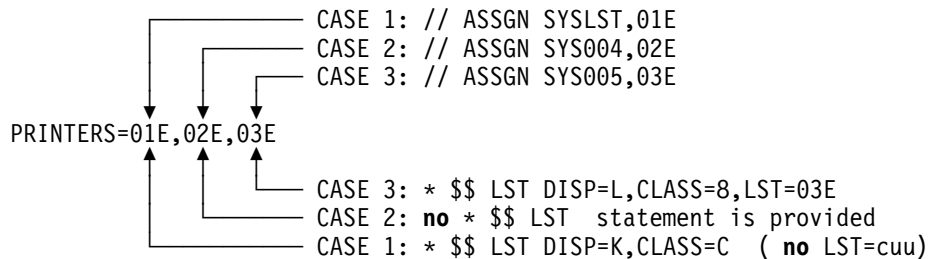 CASE 1: // ASSGN SYSLST,01E
CASE 2: // ASSGN SYS004,02E
CASE 3: // ASSGN SYS005,03E
PRINTERS=01E,02E,03E
CASE 3: * $$ LST DISP=L,CLASS=8,LST=03E
CASE 2: no * $$ LST statement is provided
CASE 1: * $$ LST DISP=K,CLASS=C ( no LST=cuu)